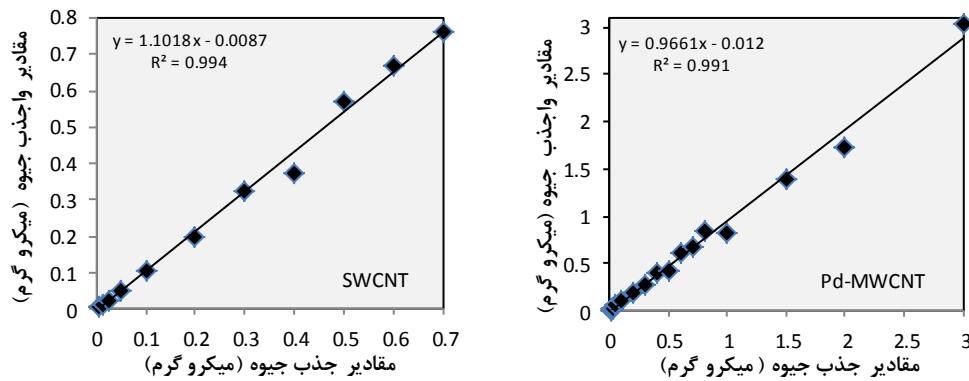 y = 1.1018x - 0.0087
R² = 0.994
0.8
0.7
0.6
0.5
0.4
0.3
0.2
0.1
0
SWCNT
0 0.1 0.2 0.3 0.4 0.5 0.6 0.7
مقادیر جذب جیوه (میکرو گرم)
مقادیر واجذب جیوه (میکرو گرم)
y = 0.9661x - 0.012
R² = 0.991
3
2.5
2
1.5
1
0.5
0
Pd-MWCNT
0 0.5 1 1.5 2 2.5 3
مقادیر جذب جیوه (میکرو گرم)
مقادیر واجذب جیوه (میکرو گرم)